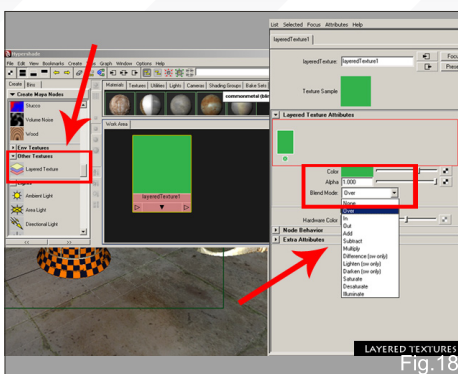 List Selected Focus Attributes Help
layeredTexture1
layeredTexture: layeredTexture1
Focus
Presets
Texture Sample
Layered Texture Attributes
Color
Alpha 1.000
Blend Mode: Over
None
Over
In
Out
Add
Subtract
Multiply
Difference (sw only)
Lighten (sw only)
Darken (sw only)
Saturate
Desaturate
Illuminate
Hardware Color
Node Behavior
Extra Attributes
Hypershade
File Edit View Bookmarks Create Tabs Graph Window Options Help
Create Bins
Create Maya Nodes
Stucco
Volume Noise
Wood
Env Textures
Other Textures
Layered Texture
Lights
Ambient Light
Area Light
Directional Light
<< >>
Materials Textures Utilities Lights Cameras Shading Groups Bake Sets
commonmetal (blin
Work Area
layeredTexture1
LAYERED TEXTURES
Fig.18